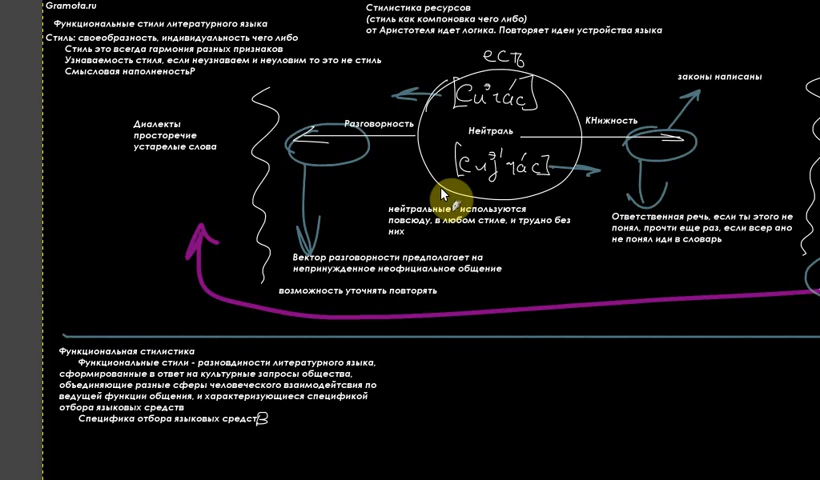 Gramota.ru
Функциональные стили литературного языка
Стиль: своеобразность, индивидуальность чего либо
Стиль это всегда гармония разных признаков
Узнаваемость стиля, если неузнаем и неуловим то это не стиль
Смысловая наполненостьР
Стилистика ресурсов
(стиль как компоновка чего либо)
от Аристотеля идет логика. Повторяет идеи устройства языка
есть
законы написаны
Диалекты
просторечие
устарелые слова
Разговорность
Нейтраль
КНижность
нейтральные используются
повсюду, в любом стиле, и трудно без
них
Ответственная речь, если ты этого не
понял, прочти еще раз, если всер ано
не понял иди в словарь
Вектор разговорности предполагает на
непринужденное неофициальное общение
возможность уточнять повторять
Функциональная стилистика
Функциональные стили - разновдиности литературного языка,
сформированные в ответ на культурные запросы общества,
объединяющие разные сферы человеческого взаимодейтсвия по
ведущей функции общения, и характеризующиеся спецификой
отбора языковых средств
Специфика отбора языковых средств